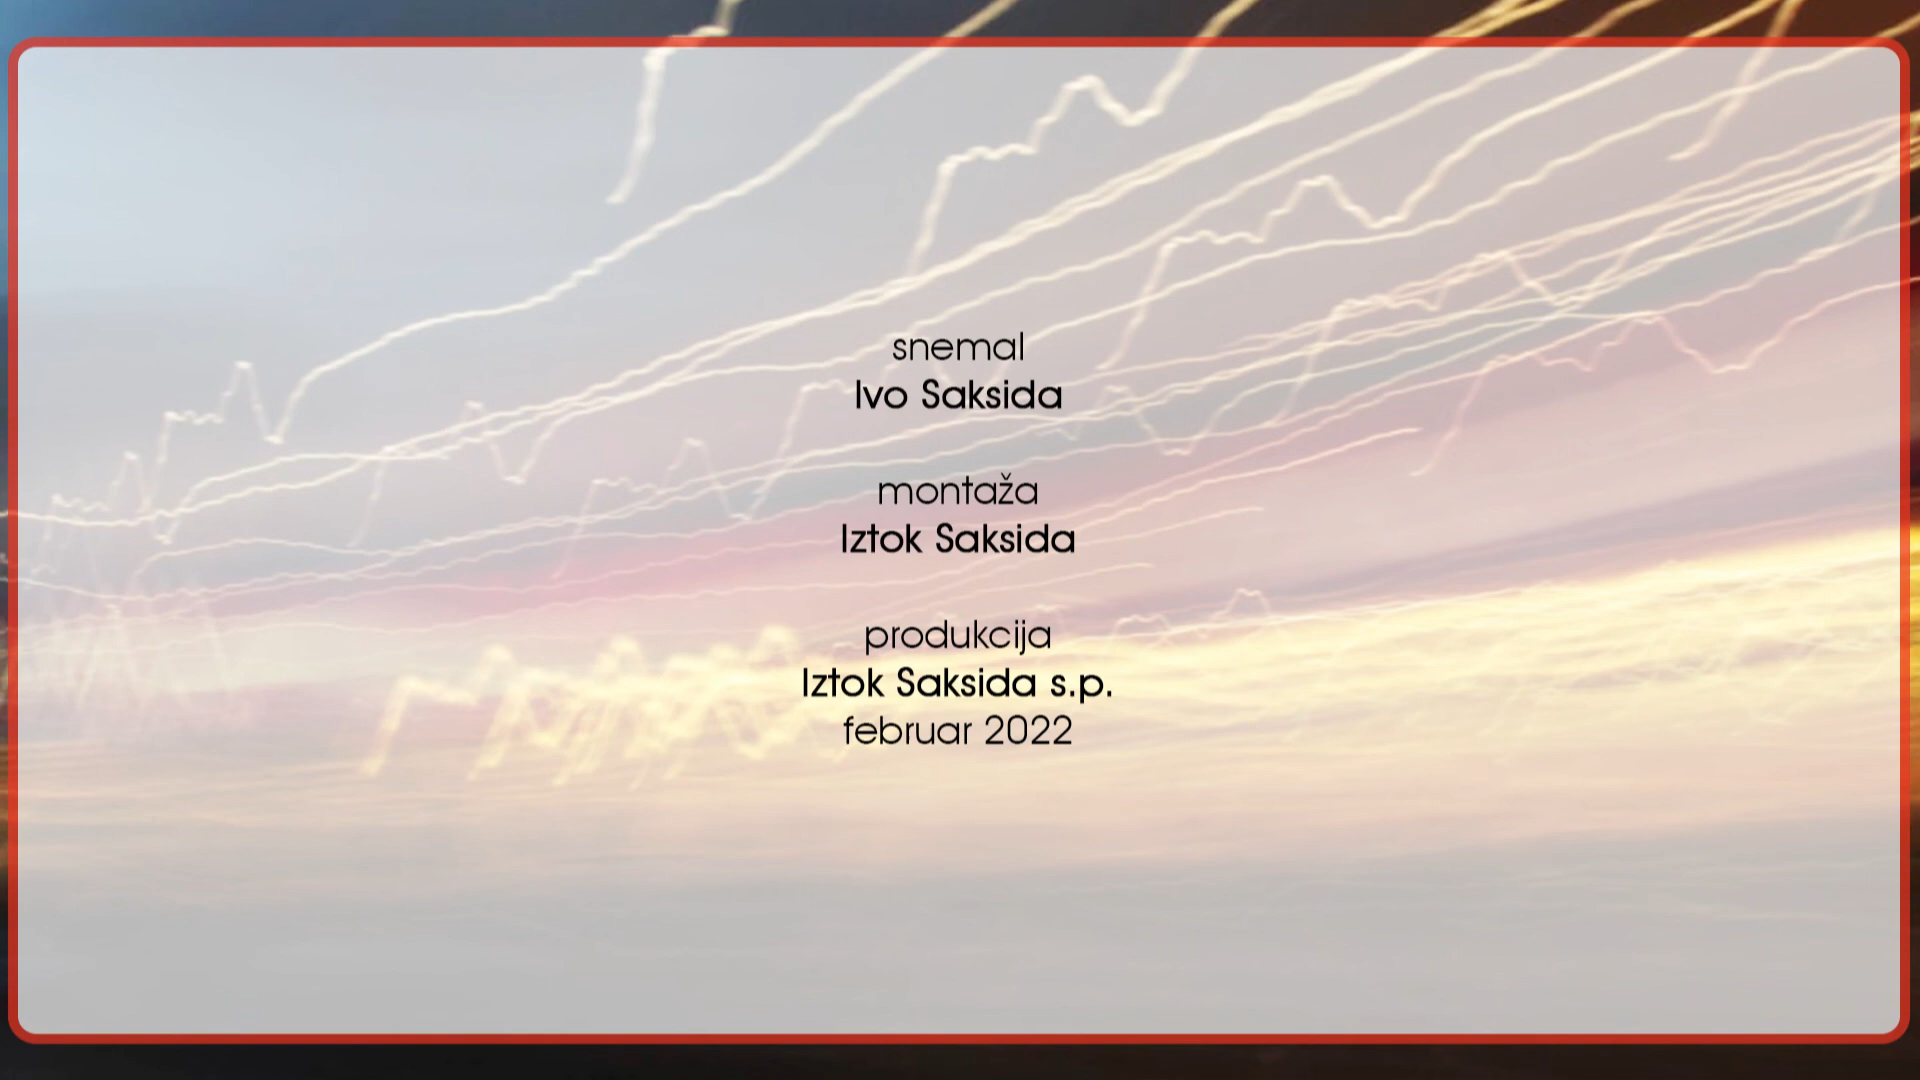 snemal
Ivo Saksida
montaža
Iztok Saksida
produkcija
Iztok Saksida s.p.
februar 2022